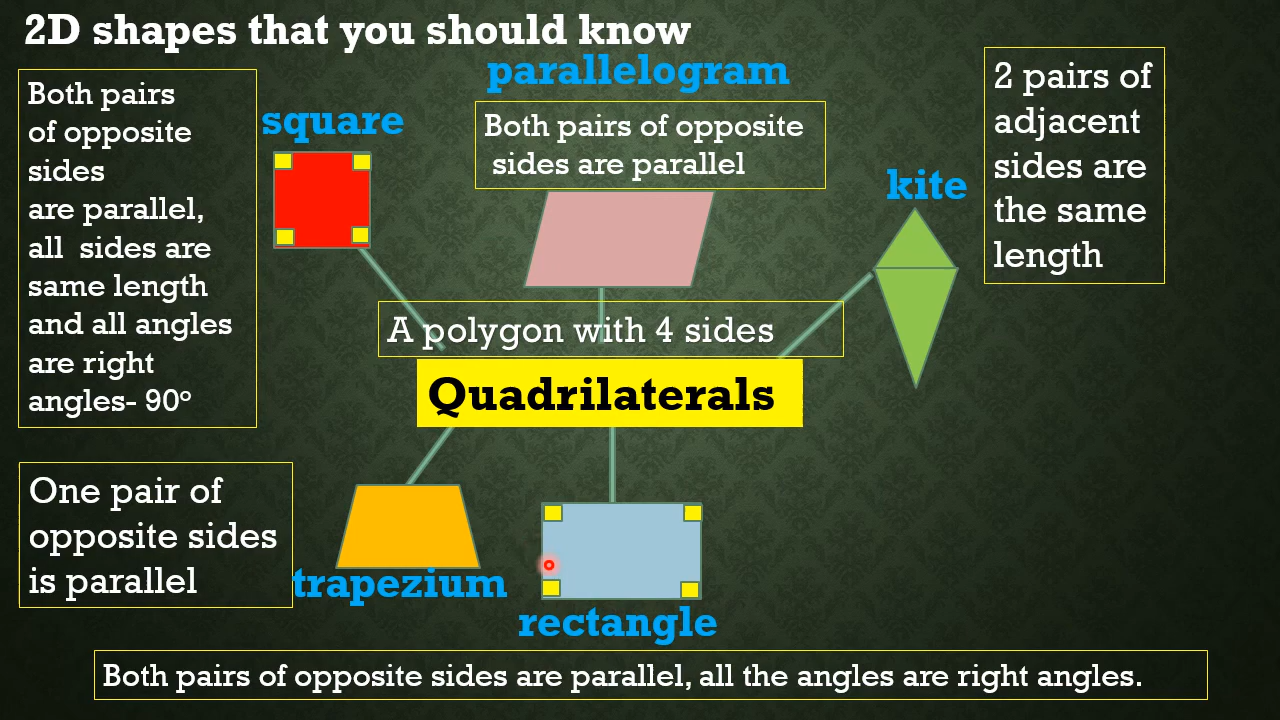 2D shapes that you should know
Both pairs
of opposite
sides
are parallel,
all  sides are
same length
and all angles
are right
angles- 90º
square
parallelogram
Both pairs of opposite
sides are parallel
kite
2 pairs of
adjacent
sides are
the same
length
A polygon with 4 sides
Quadrilaterals
One pair of
opposite sides
is parallel
trapezium
rectangle
Both pairs of opposite sides are parallel, all the angles are right angles.